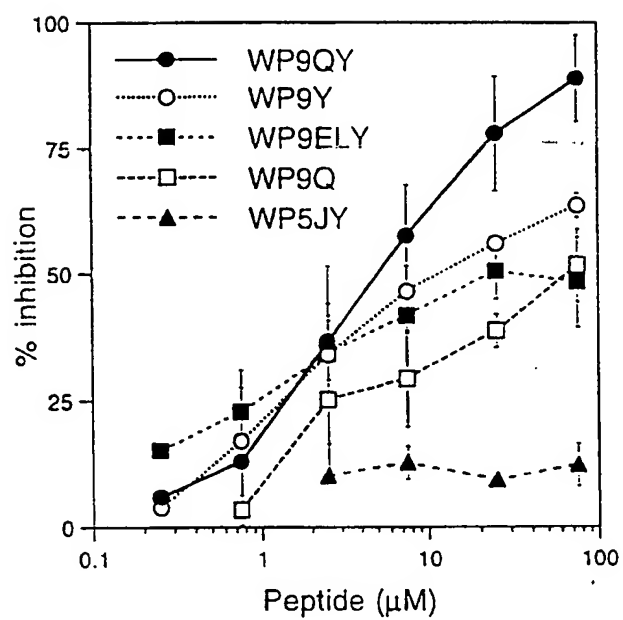 100
75
50
25
0
% inhibition
WP9QY
WP9Y
WP9ELY
WP9Q
WP5JY
0.1
1
10
100
Peptide (μM)